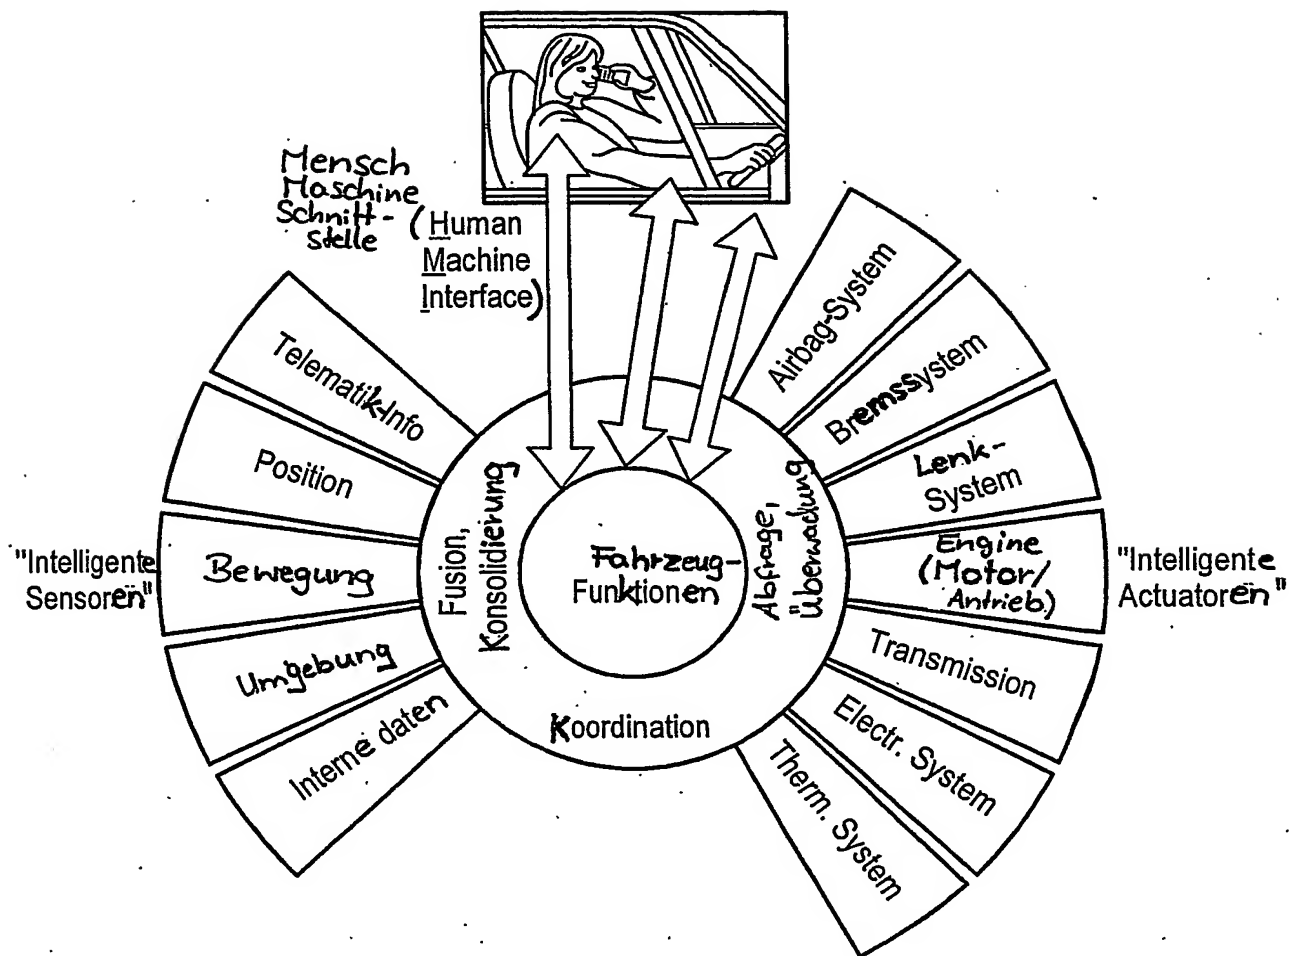 Mensch
Maschine
Schnitt-
stelle
(Human
Machine
Interface)
Telematik-Info
Position
Bewegung
Umgebung
Interne daten
"Intelligente
Sensoren"
Fusion,
Konsolidierung
Fahrzeug-
Funktionen
Abfrage,
Überwachung
Koordination
Airbag-System
Bremssystem
Lenk-
System
Engine
(Motor/
Antrieb)
Transmission
Electr. System
Therm. System
"Intelligente
Actuatoren"